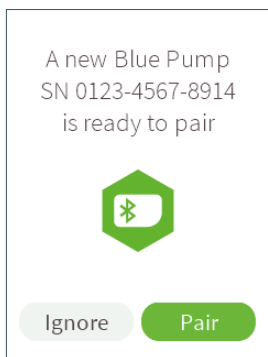 A new Blue Pump
SN 0123-4567-8914
is ready to pair
Ignore
Pair